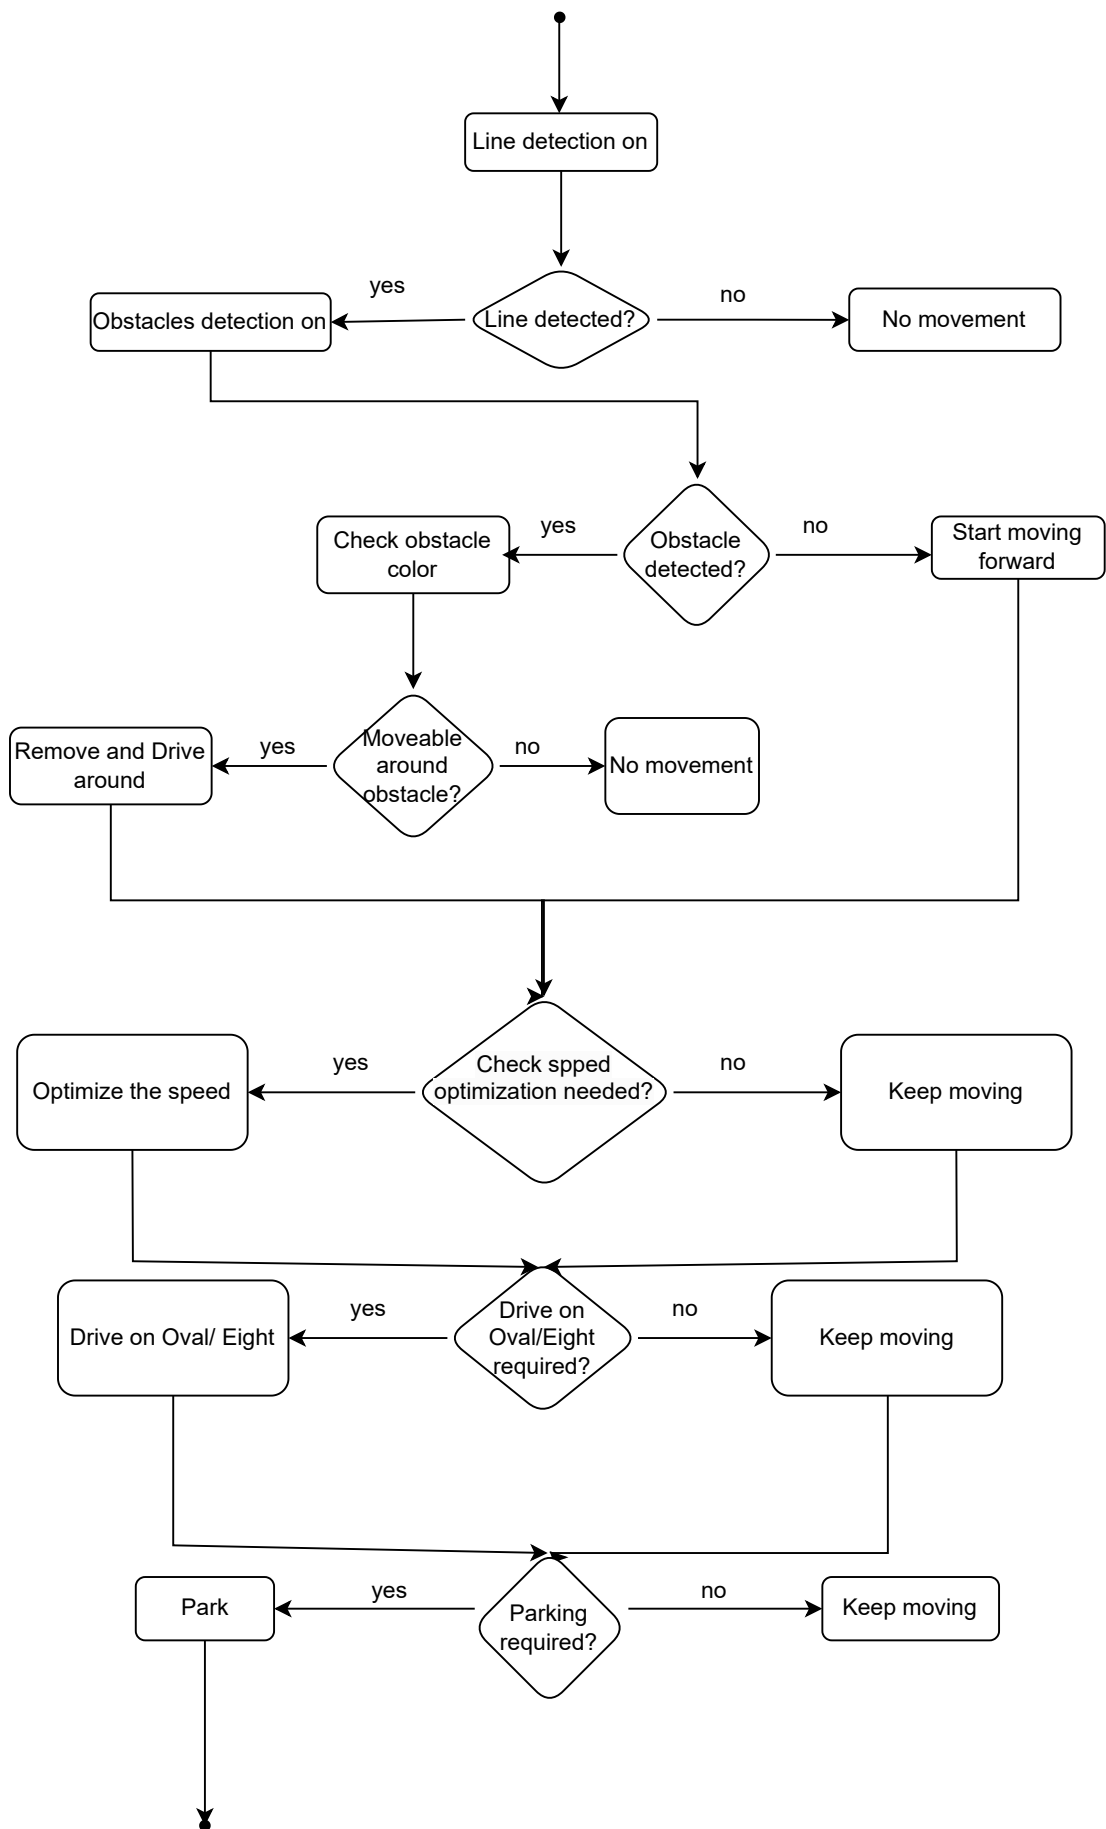 Line detection on
yes
no
Obstacles detection on
Line detected?
No movement
yes
no
Check obstacle
color
Obstacle
detected?
Start moving
forward
yes
no
Remove and Drive
around
Moveable
around
obstacle?
No movement
yes
no
Optimize the speed
Check spped
optimization needed?
Keep moving
yes
no
Drive on Oval/ Eight
Drive on
Oval/Eight
required?
Keep moving
yes
no
Park
Parking
required?
Keep moving